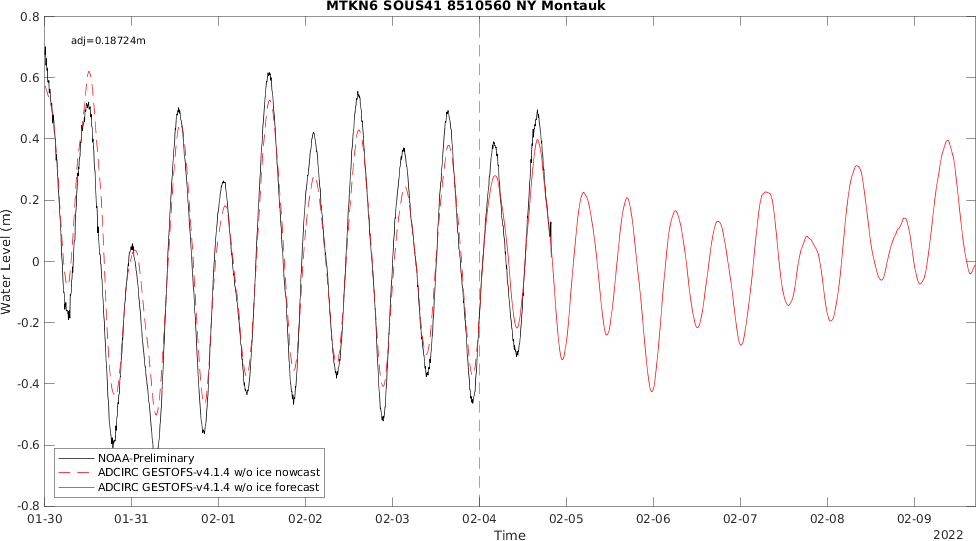 MTKN6 SOUS41 8510560 NY Montauk
adj=0.18724m
0.8
0.6
0.4
0.2
0
-0.2
-0.4
-0.6
-0.8
Water Level (m)
NOAA-Preliminary
ADCIRC GESTOFS-v4.1.4 w/o ice nowcast
ADCIRC GESTOFS-v4.1.4 w/o ice forecast
01-30 01-31 02-01 02-02 02-03 02-04 02-05 02-06 02-07 02-08 02-09
Time
2022